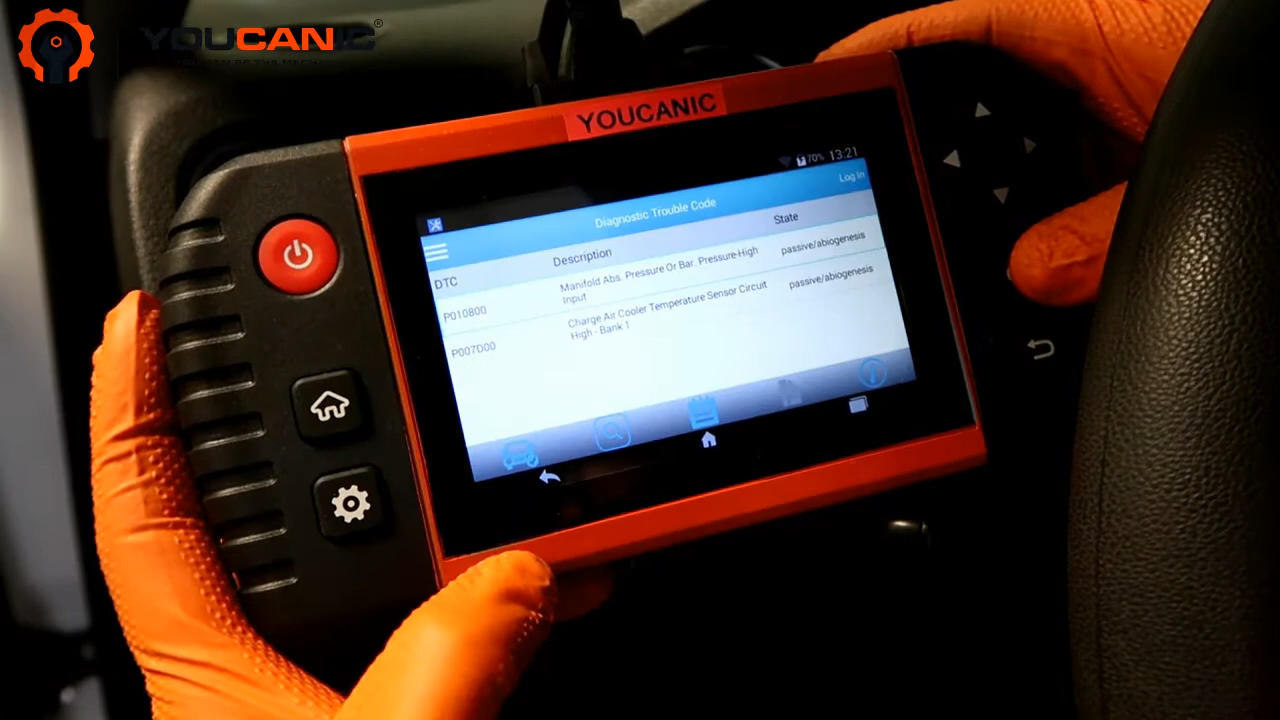 YOUCANIC®
YOUCANIC
70% 13:21
Diagnostic Trouble Code
Log In
DTC
Description
State
P010800
Manifold Abs. Pressure Or Bar. Pressure-High
Input
passive/abiogenesis
P007D00
Charge Air Cooler Temperature Sensor Circuit
High - Bank 1
passive/abiogenesis